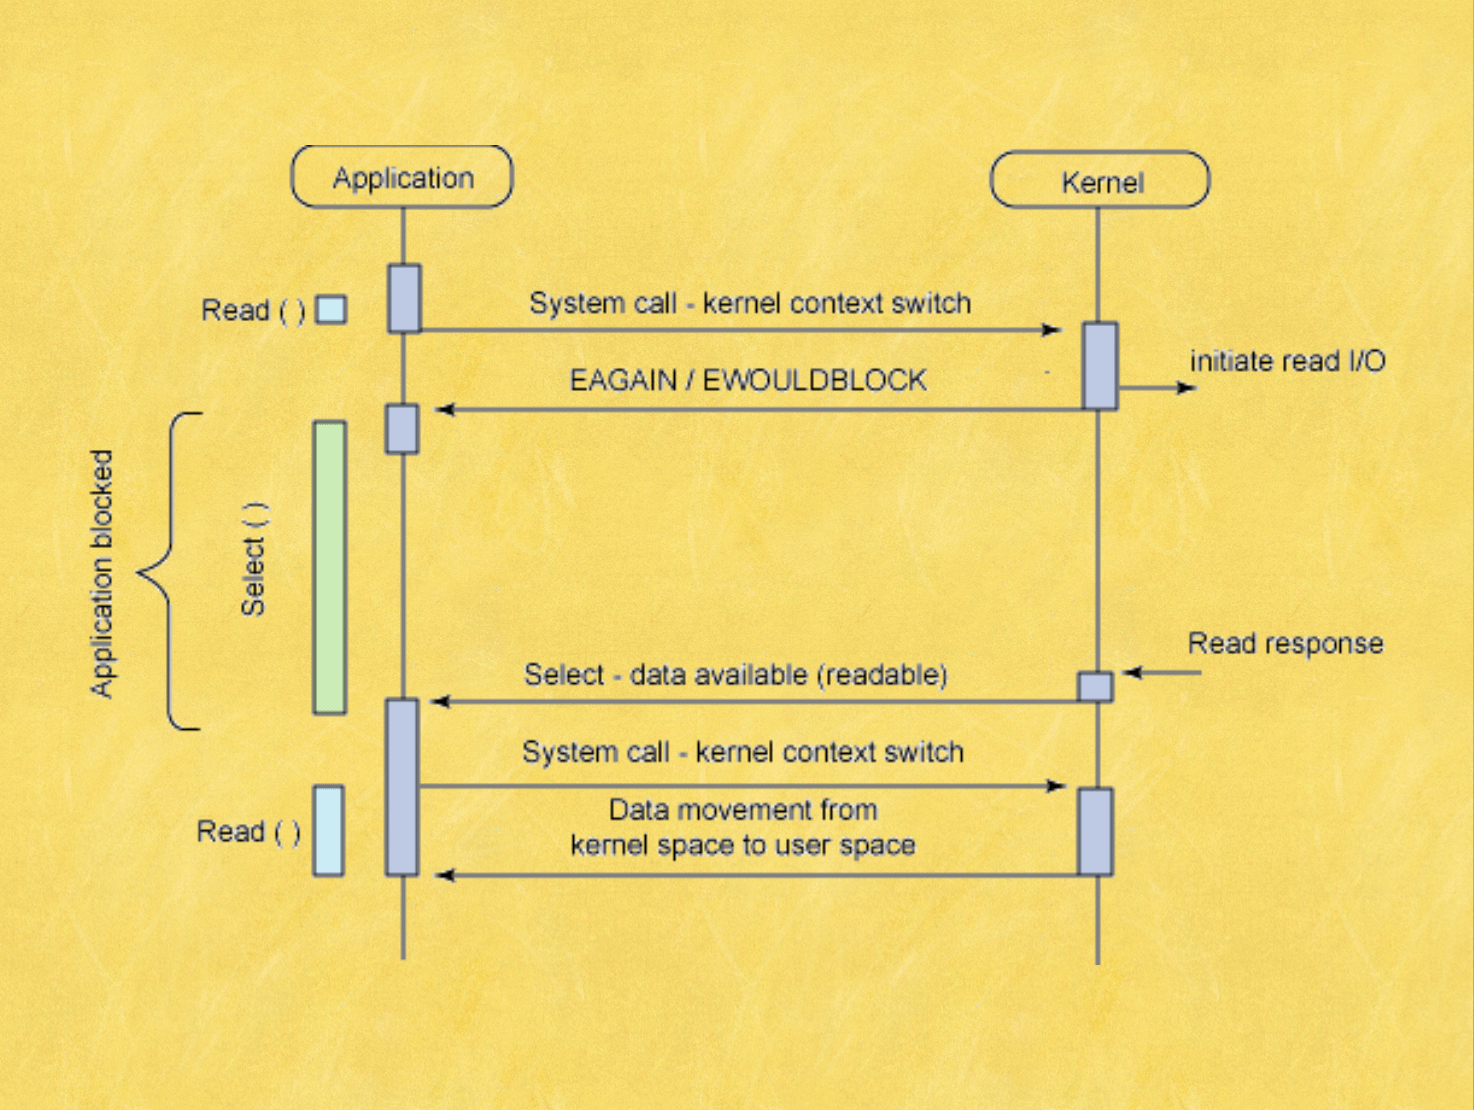 Application
Kernel
Read ( )
System call - kernel context switch
initiate read I/O
EAGAIN / EWOULDBLOCK
Application blocked
Select ( )
Read response
Select - data available (readable)
System call - kernel context switch
Read ( )
Data movement from
kernel space to user space